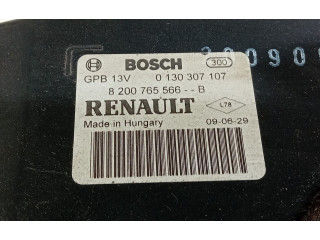 BOSCH 300
GPB 13V 0 130 307 107
8 200 765 566 -- B
RENAULT L78
Made in Hungary 09-06-29